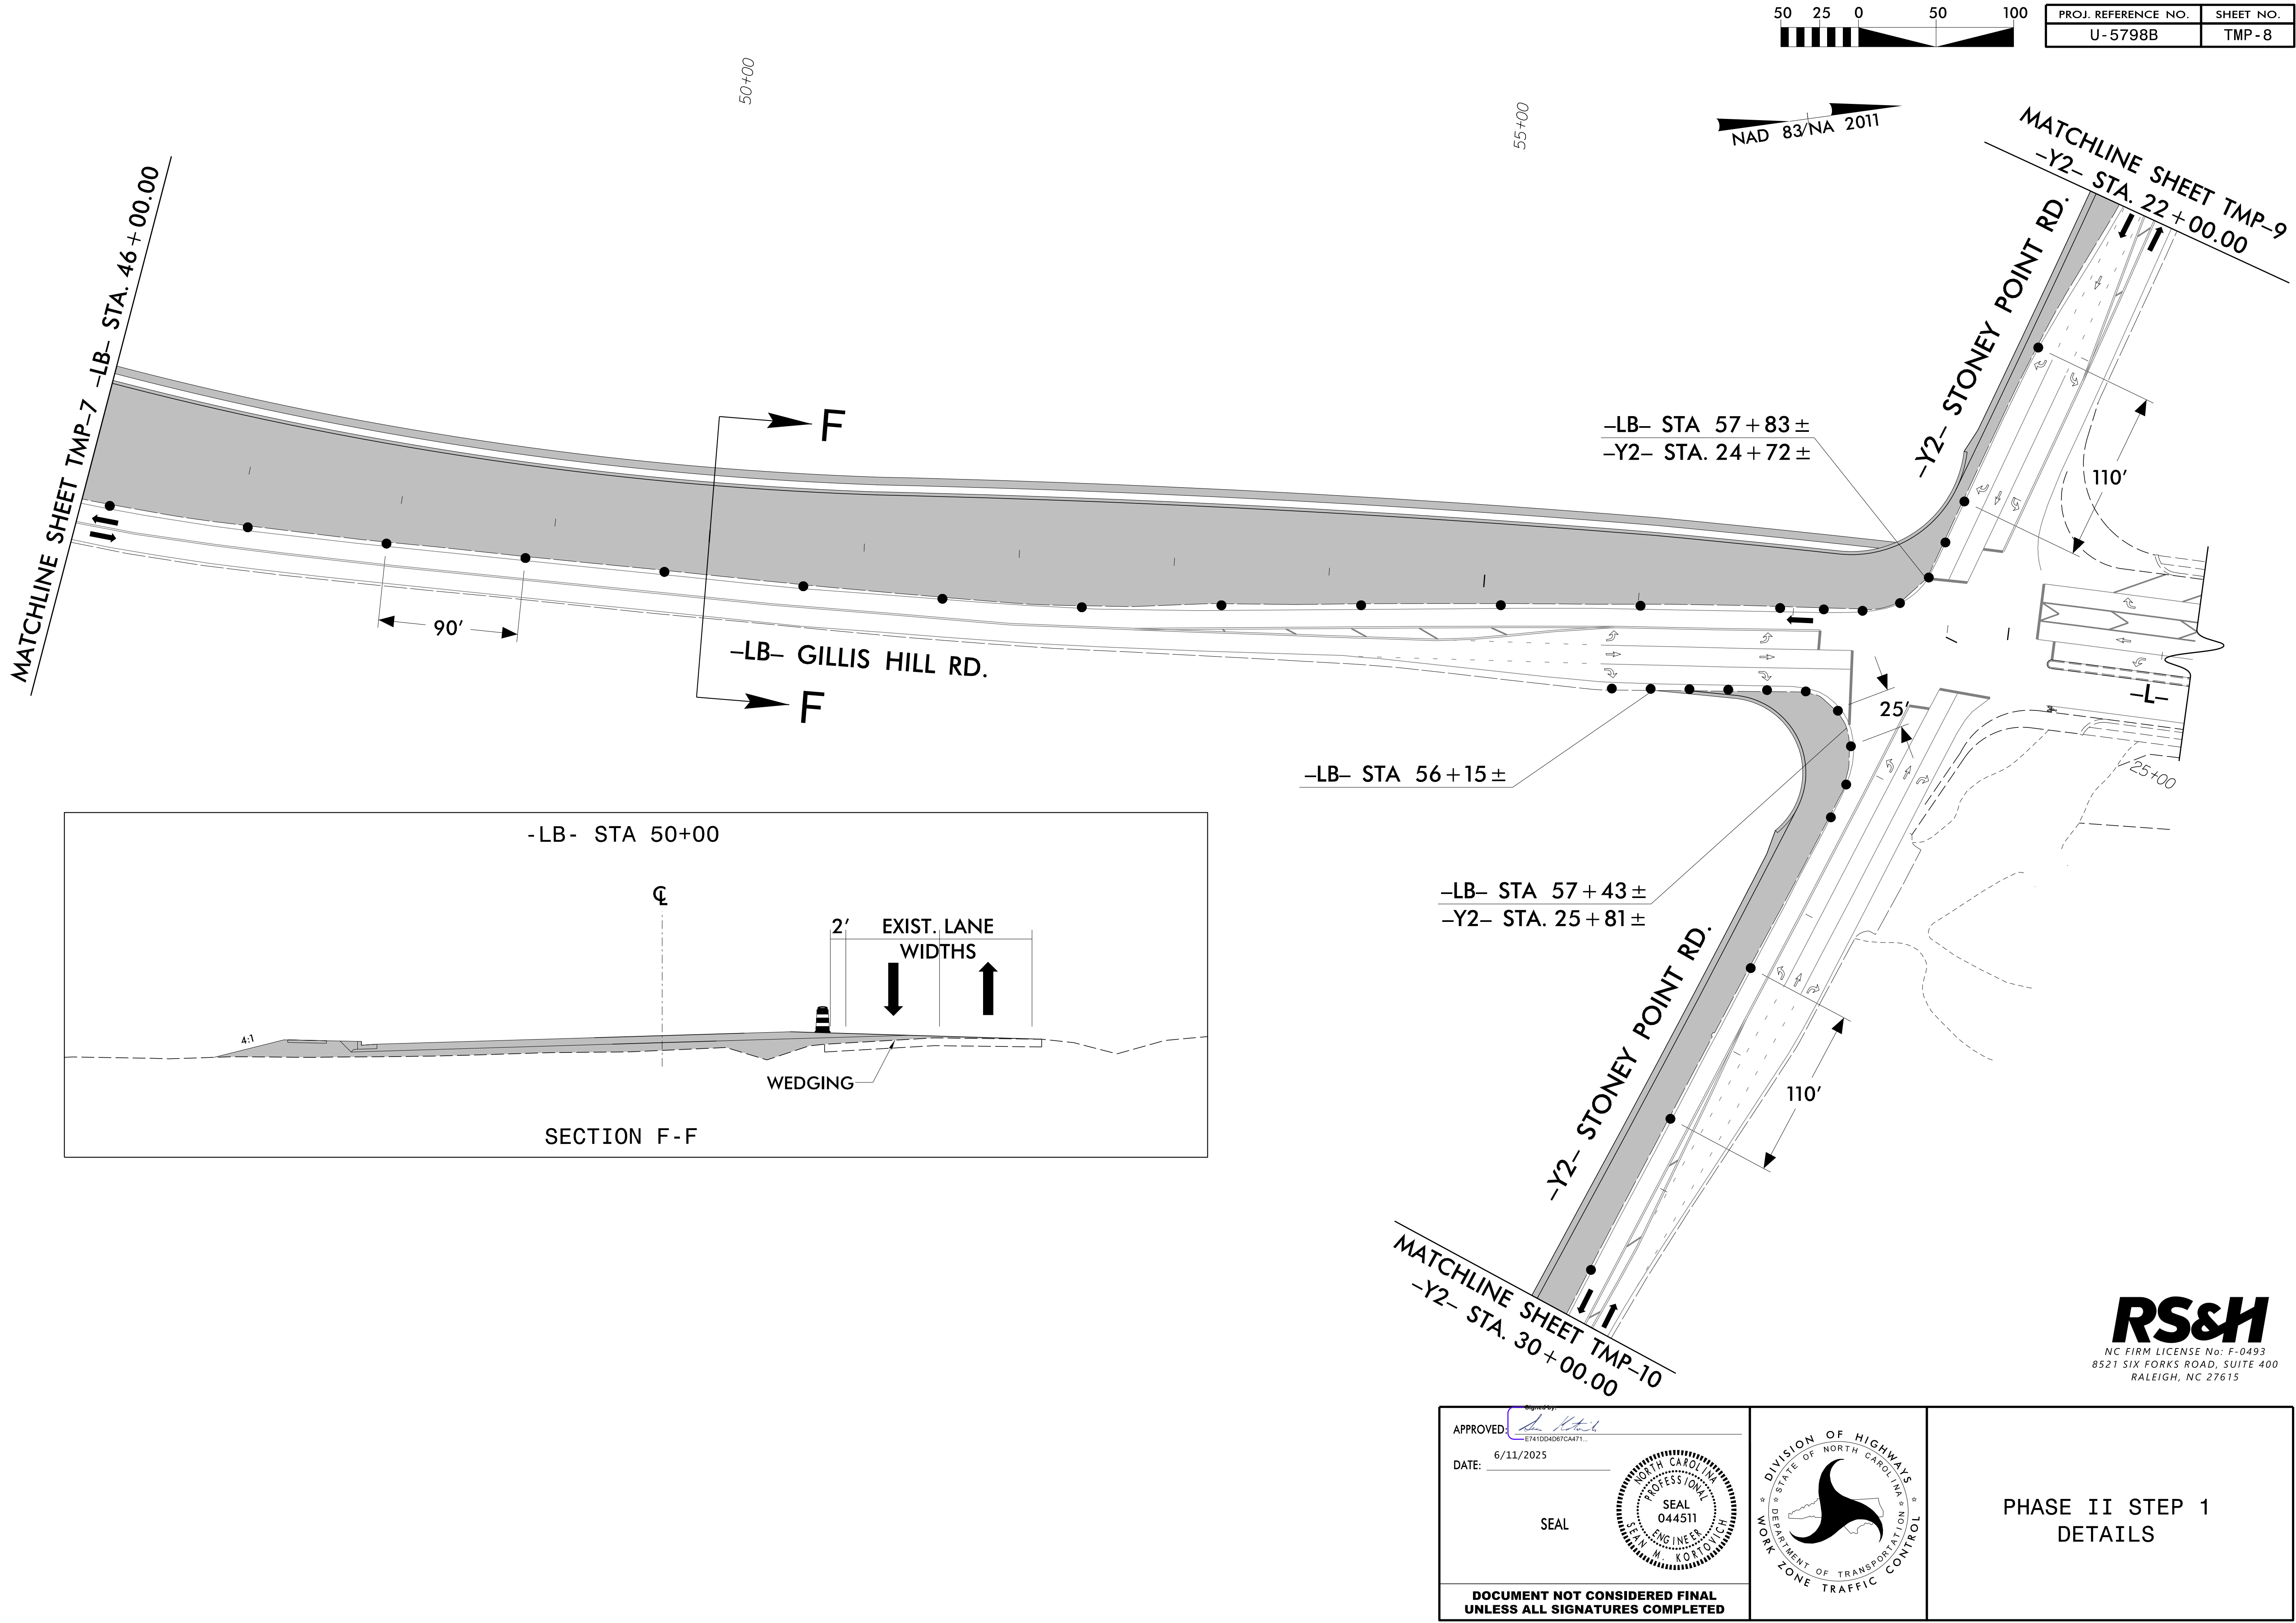 50 25 0 50 100
PROJ. REFERENCE NO.
SHEET NO.
U-5798B
TMP-8
50+00
55+00
NAD 83/NA 2011
MATCHLINE SHEET TMP-9
-Y2- STA. 22+00.00
MATCHLINE SHEET TMP-7 -LB- STA. 46+00.00
-Y2- STONEY POINT RD.
F
-LB- STA 57+83±
-Y2- STA. 24+72±
110'
90'
-LB- GILLIS HILL RD.
F
25'
-L-
25+00
-LB- STA 56+15±
-LB- STA 57+43±
-Y2- STA. 25+81±
-LB- STA 50+00
CL
2'
EXIST. LANE
WIDTHS
4:1
WEDGING
SECTION F-F
-Y2- STONEY POINT RD.
110'
MATCHLINE SHEET TMP-10
-Y2- STA. 30+00.00
RS&H
NC FIRM LICENSE No: F-0493
8521 SIX FORKS ROAD, SUITE 400
RALEIGH, NC 27615
Signed by:
APPROVED:
E741DD4D67CA471...
DATE: 6/11/2025
SEAL
NORTH CAROLINA
PROFESSIONAL
SEAL
044511
ENGINEER
SEAN M. KORTOVICH
DOCUMENT NOT CONSIDERED FINAL
UNLESS ALL SIGNATURES COMPLETED
DIVISION OF HIGHWAYS
STATE OF NORTH CAROLINA
DEPARTMENT OF TRANSPORTATION
WORK ZONE TRAFFIC CONTROL
PHASE II STEP 1
DETAILS